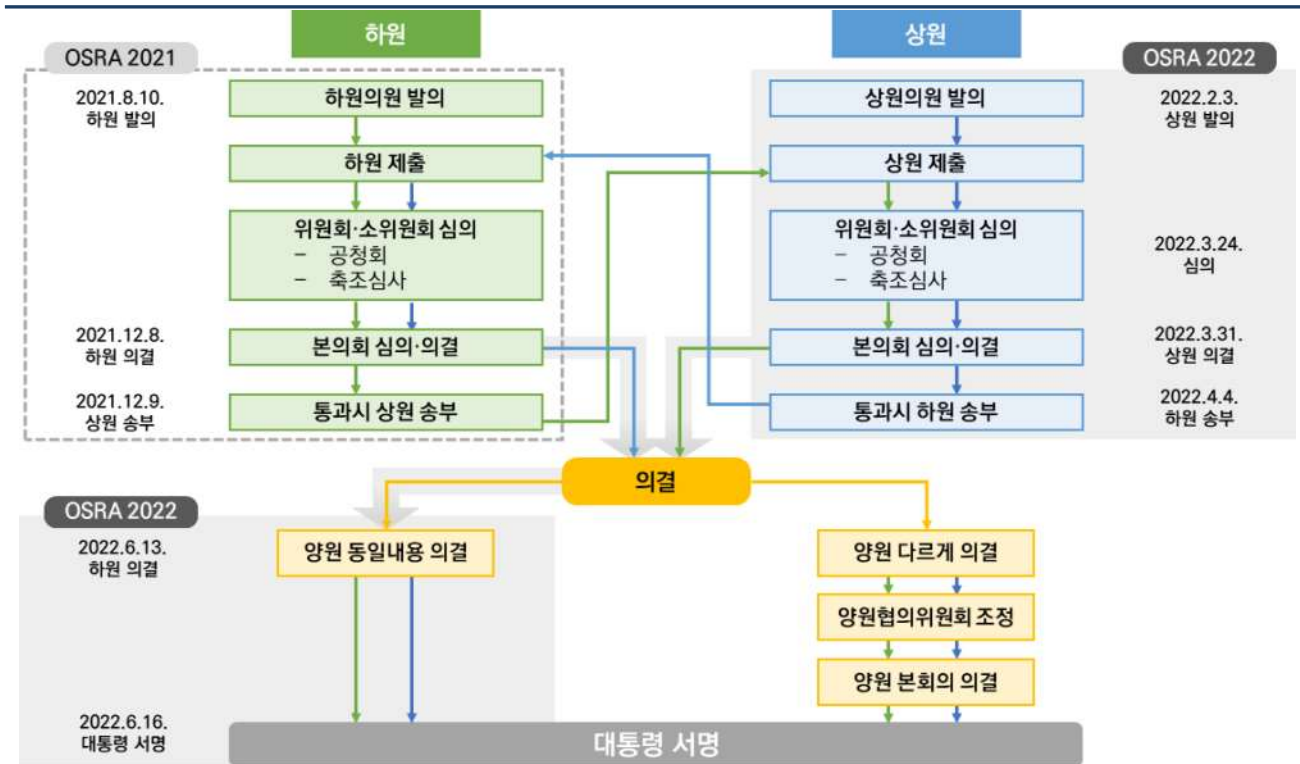 하원
상원
OSRA 2021
OSRA 2022
2021.8.10.
하원 발의
하원의원 발의
상원의원 발의
2022.2.3.
상원 발의
하원 제출
상원 제출
위원회·소위원회 심의
- 공청회
- 축조심사
위원회·소위원회 심의
- 공청회
- 축조심사
2022.3.24.
심의
2021.12.8.
하원 의결
본의회 심의·의결
본의회 심의·의결
2022.3.31.
상원 의결
2021.12.9.
상원 송부
통과시 상원 송부
통과시 하원 송부
2022.4.4.
하원 송부
의결
OSRA 2022
2022.6.13.
하원 의결
양원 동일내용 의결
양원 다르게 의결
양원협의위원회 조정
양원 본회의 의결
2022.6.16.
대통령 서명
대통령 서명